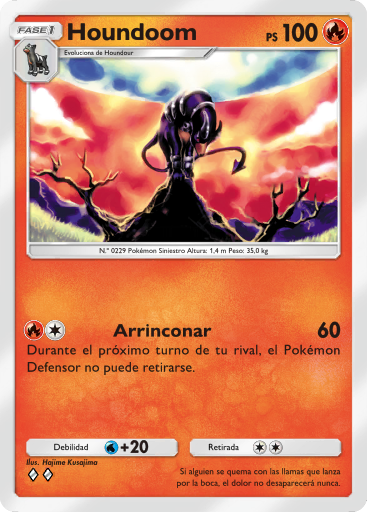 FASE 1
Houndoom
PS 100
Evoluciona de Houndour
N.º 0229 Pokémon Siniestro Altura: 1,4 m Peso: 35,0 kg
Arrinconar 60
Durante el próximo turno de tu rival, el Pokémon
Defensor no puede retirarse.
Debilidad +20 Retirada
Ilus. Hajime Kusajima
Si alguien se quema con las llamas que lanza
por la boca, el dolor no desaparecerá nunca.